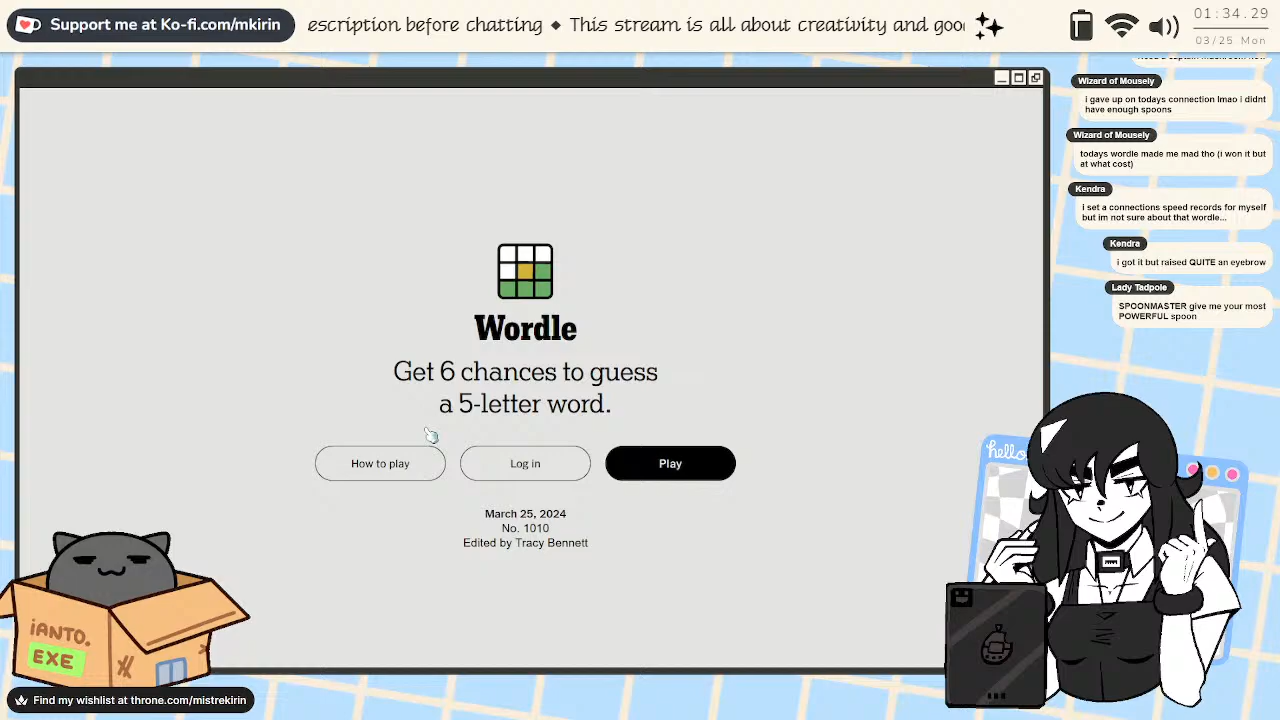 Support me at Ko-fi.com/mkirin
escription before chatting ◆ This stream is all about creativity and good
01:34.29
03/25 Mon
Wizard of Mousely
i gave up on todays connection lmao i didnt
have enough spoons
Wizard of Mousely
todays wordle made me mad tho (i won it but
at what cost)
Kendra
i set a connections speed records for myself
but im not sure about that wordle...
Kendra
i got it but raised QUITE an eyebrow
Lady Tadpole
SPOONMASTER give me your most
POWERFUL spoon
Wordle
Get 6 chances to guess
a 5-letter word.
How to play
Log in
Play
March 25, 2024
No. 1010
Edited by Tracy Bennett
hello
iANTO.
EXE
Find my wishlist at throne.com/mistrekirin